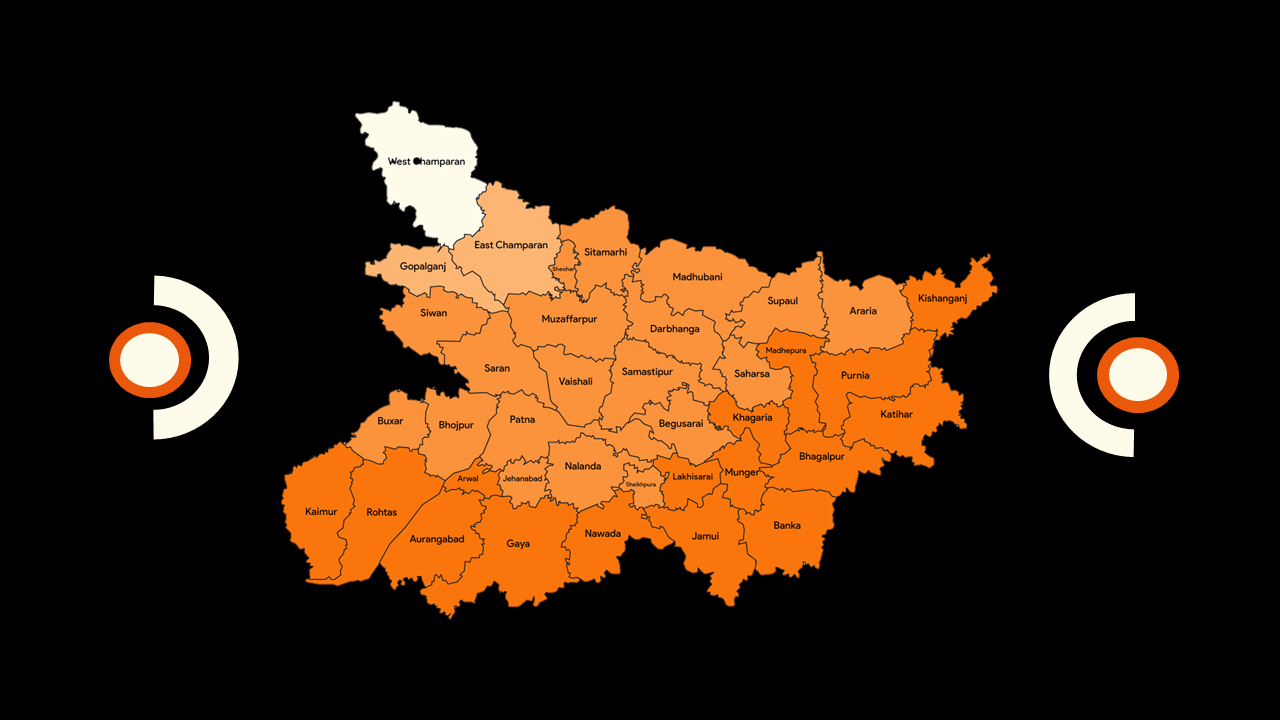 West Champaran
East Champaran
Sitamarhi
Gopalganj
Sheohar
Madhubani
Kishanganj
Supaul
Siwan
Araria
Muzaffarpur
Darbhanga
Madhepura
Saran
Samastipur
Saharsa
Purnia
Vaishali
Katihar
Khagaria
Patna
Buxar
Bhojpur
Begusarai
Bhagalpur
Nalanda
Munger
Lakhisarai
Arwal
Jehanabad
Sheikhpura
Kaimur
Rohtas
Banka
Nawada
Jamui
Aurangabad
Gaya